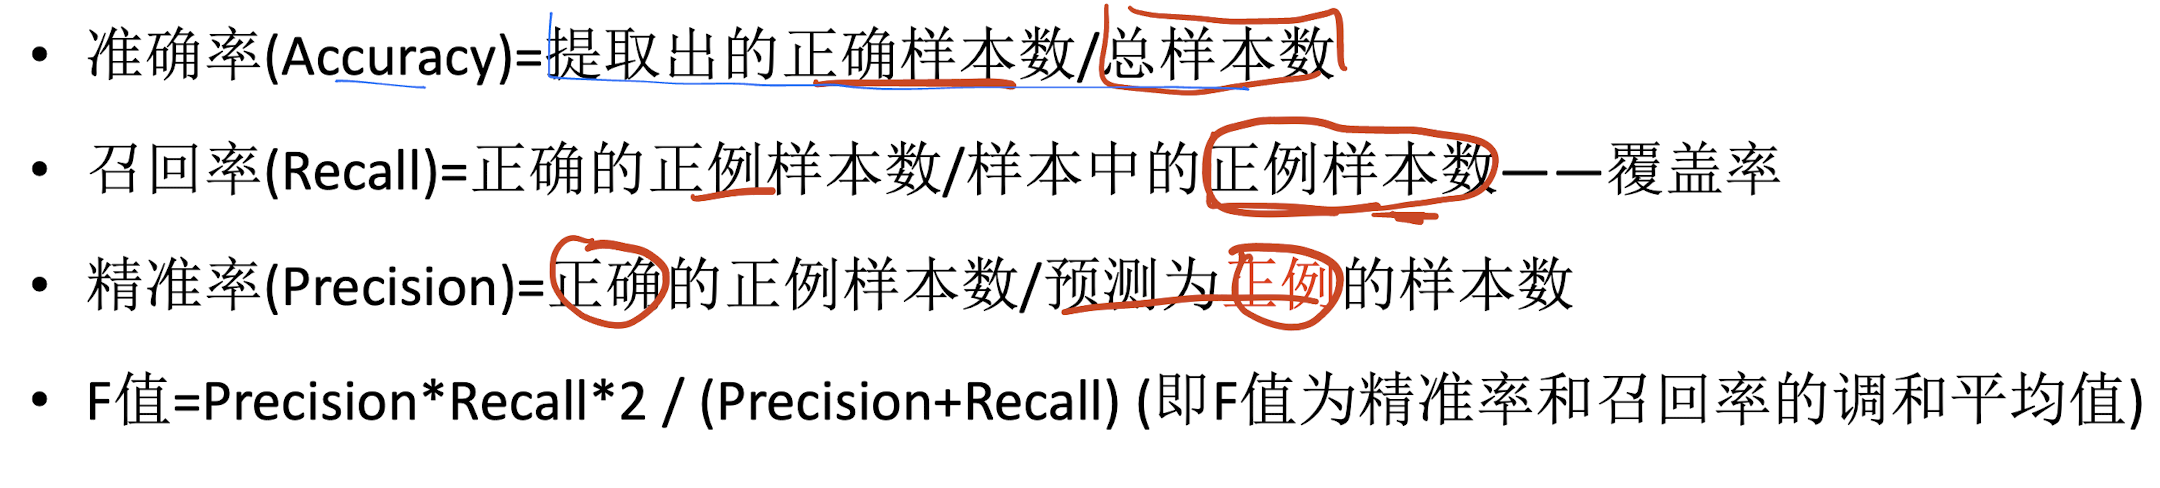 • 准确率(Accuracy)=提取出的正确样本数/总样本数
• 召回率(Recall)=正确的正例样本数/样本中的正例样本数——覆盖率
• 精准率(Precision)=正确的正例样本数/预测为正例的样本数
• F值=Precision*Recall*2 / (Precision+Recall) (即F值为精准率和召回率的调和平均值)